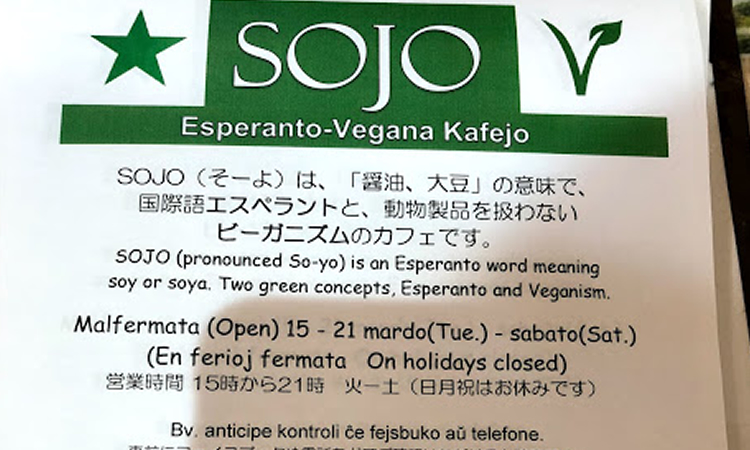 SOJO
Esperanto-Vegana Kafejo
SOJO（そーよ）は、「醤油、大豆」の意味で、
国際語エスペラントと、動物製品を扱わない
ビーガニズムのカフェです。
SOJO (pronounced So-yo) is an Esperanto word meaning
soy or soya. Two green concepts, Esperanto and Veganism.
Malfermata (Open) 15 - 21 mardo(Tue.) - sabato(Sat.)
(En ferioj fermata On holidays closed)
営業時間 15時から21時 火ー土（日月祝はお休みです）
Bv. anticipe kontroli ĉe fejsbuko aŭ telefone.